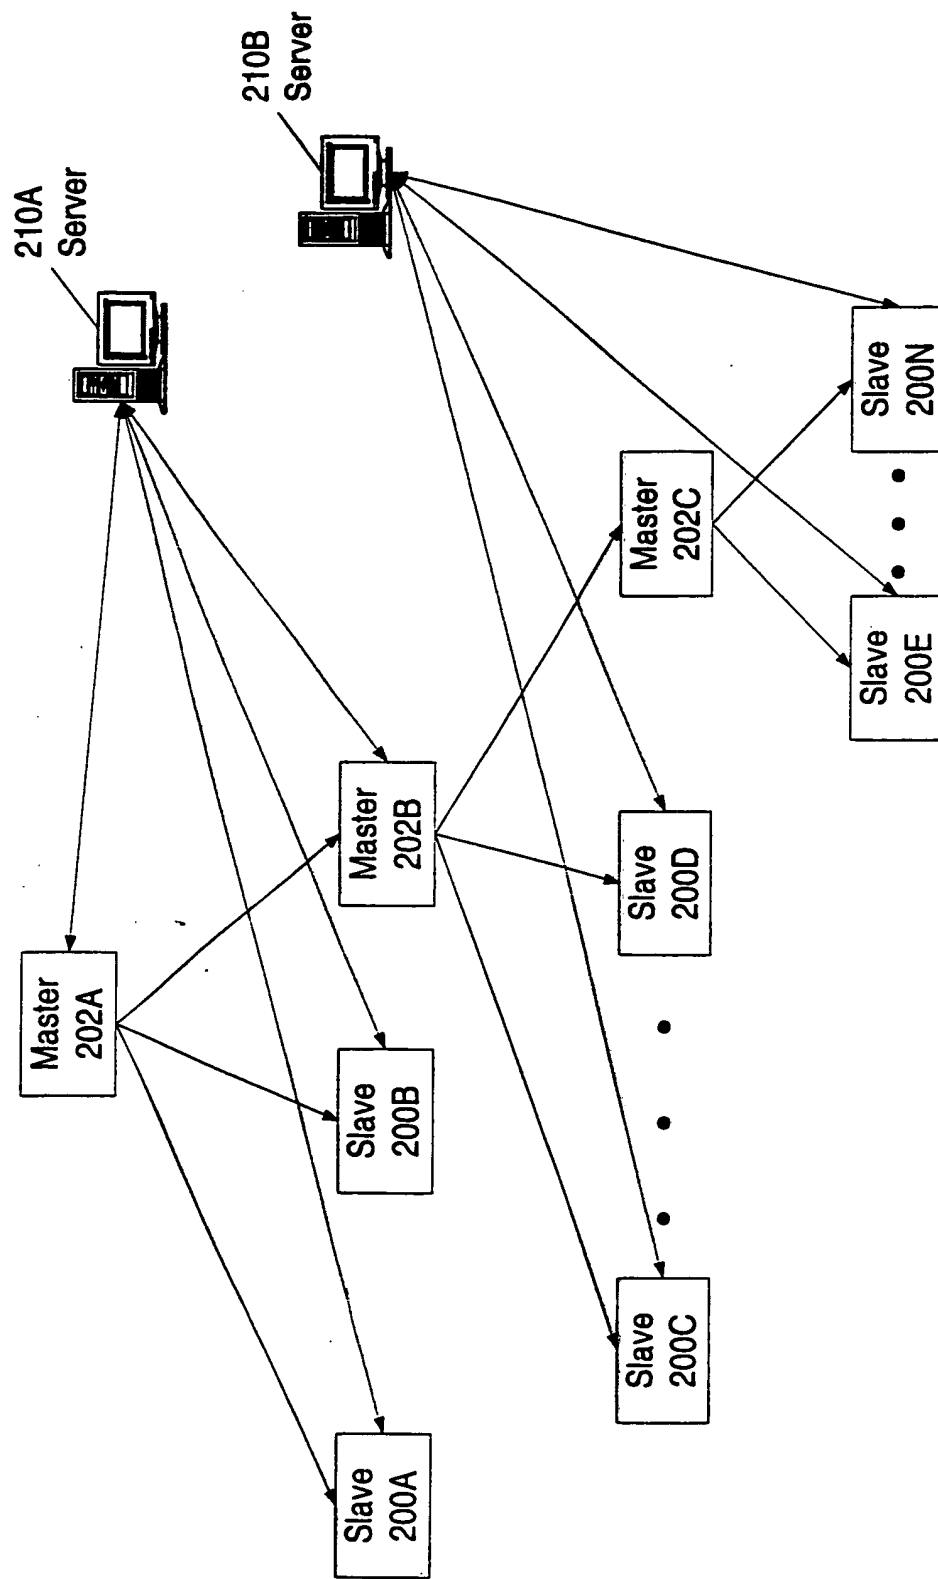 210A
Server
210B
Server
Master
202A
Slave
200A
Slave
200B
Master
202B
Slave
200C
Slave
200D
Master
202C
Slave
200E
Slave
200N